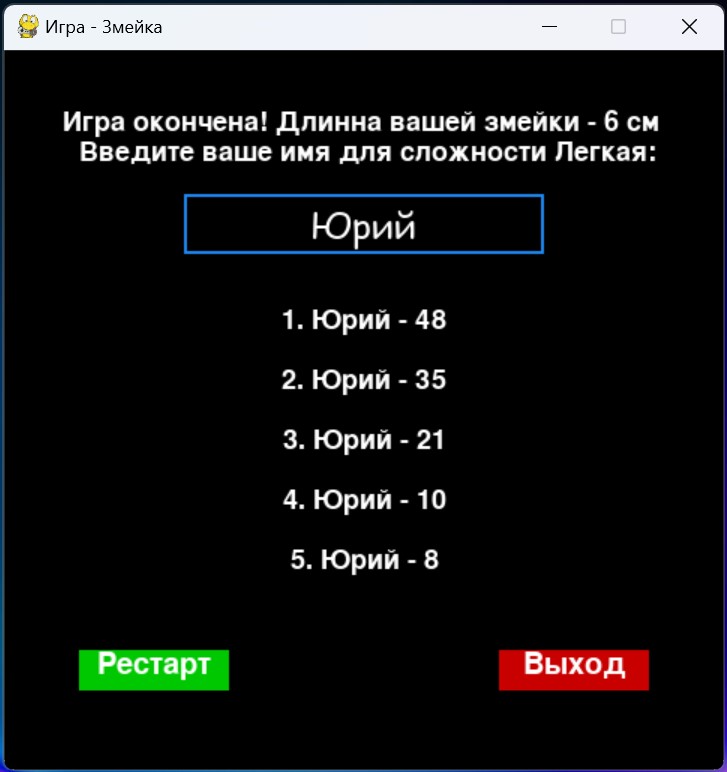 Игра - Змейка
Игра окончена! Длинна вашей змейки - 6 см
Введите ваше имя для сложности Легкая:
Юрий
1. Юрий - 48
2. Юрий - 35
3. Юрий - 21
4. Юрий - 10
5. Юрий - 8
Рестарт Выход